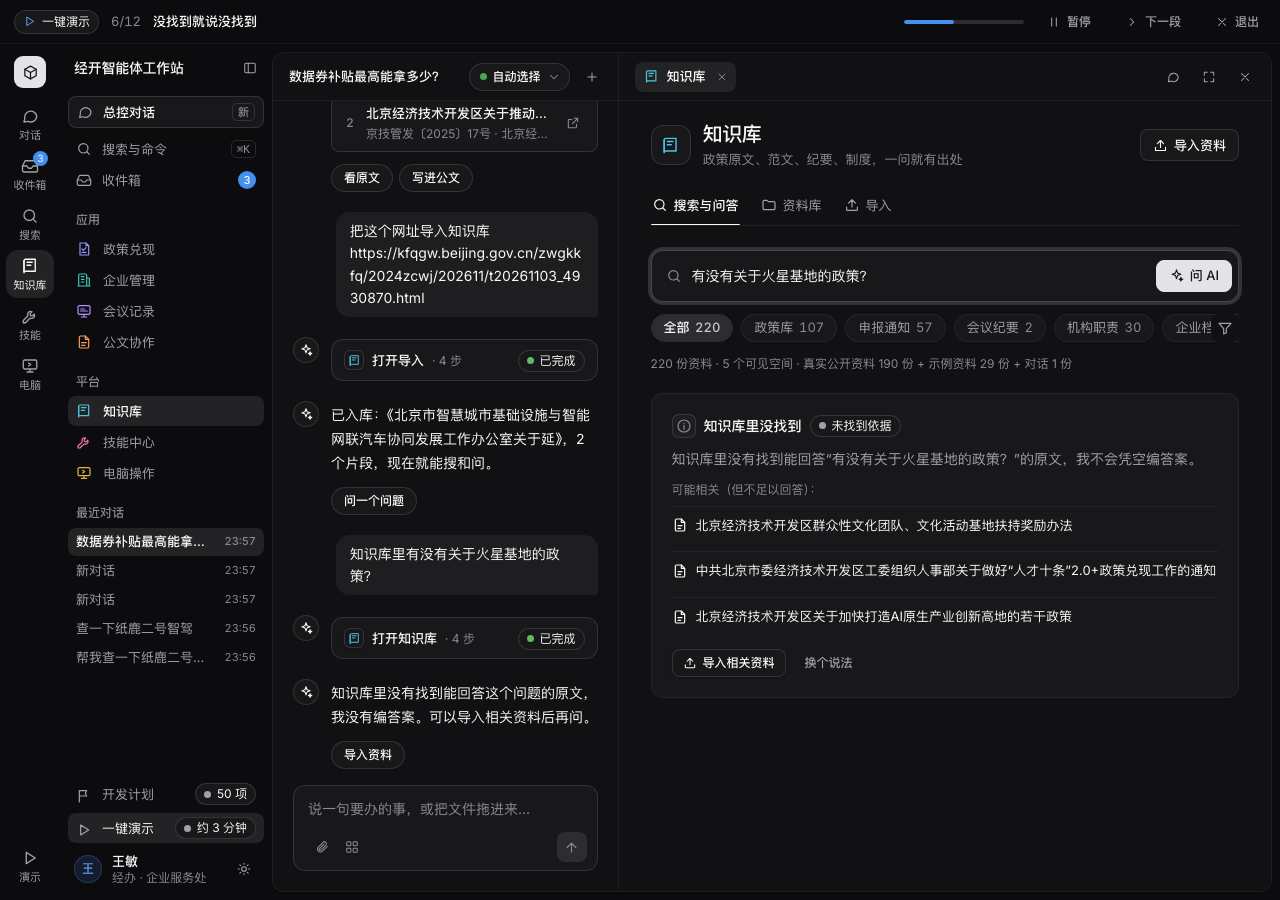 一键演示
6/12 没找到就说没找到
暂停
下一段
退出
对话
3
收件箱
搜索
知识库
技能
电脑
演示
经开智能体工作站
总控对话 新
搜索与命令 ⌘K
收件箱 3
应用
政策兑现
企业管理
会议记录
公文协作
平台
知识库
技能中心
电脑操作
最近对话
数据券补贴最高能拿... 23:57
新对话 23:57
新对话 23:57
查一下纸鹿二号智驾 23:56
帮我查一下纸鹿二号... 23:56
开发计划 50 项
一键演示 约 3 分钟
王 王敏
经办 · 企业服务处
数据券补贴最高能拿多少? 自动选择
2 北京经济技术开发区关于推动...
京技管发〔2025〕17号 · 北京经...
看原文 写进公文
把这个网址导入知识库
https://kfqgw.beijing.gov.cn/zwgkk
fq/2024zcwj/202611/t20261103_49
30870.html
打开导入 · 4 步 已完成
已入库：《北京市智慧城市基础设施与智能
网联汽车协同发展工作办公室关于延》，2
个片段，现在就能搜和问。
问一个问题
知识库里有没有关于火星基地的政
策?
打开知识库 · 4 步 已完成
知识库里没有找到能回答这个问题的原文，
我没有编答案。可以导入相关资料后再问。
导入资料
说一句要办的事，或把文件拖进来...
知识库
知识库
政策原文、范文、纪要、制度，一问就有出处
导入资料
搜索与问答 资料库 导入
有没有关于火星基地的政策?
问 AI
全部 220 政策库 107 申报通知 57 会议纪要 2 机构职责 30 企业档
220 份资料 · 5 个可见空间 · 真实公开资料 190 份 + 示例资料 29 份 + 对话 1 份
知识库里没找到 未找到依据
知识库里没有找到能回答“有没有关于火星基地的政策？”的原文，我不会凭空编答案。
可能相关（但不足以回答）：
北京经济技术开发区群众性文化团队、文化活动基地扶持奖励办法
中共北京市委经济技术开发区工委组织人事部关于做好“人才十条”2.0+政策兑现工作的通知
北京经济技术开发区关于加快打造AI原生产业创新高地的若干政策
导入相关资料 换个说法